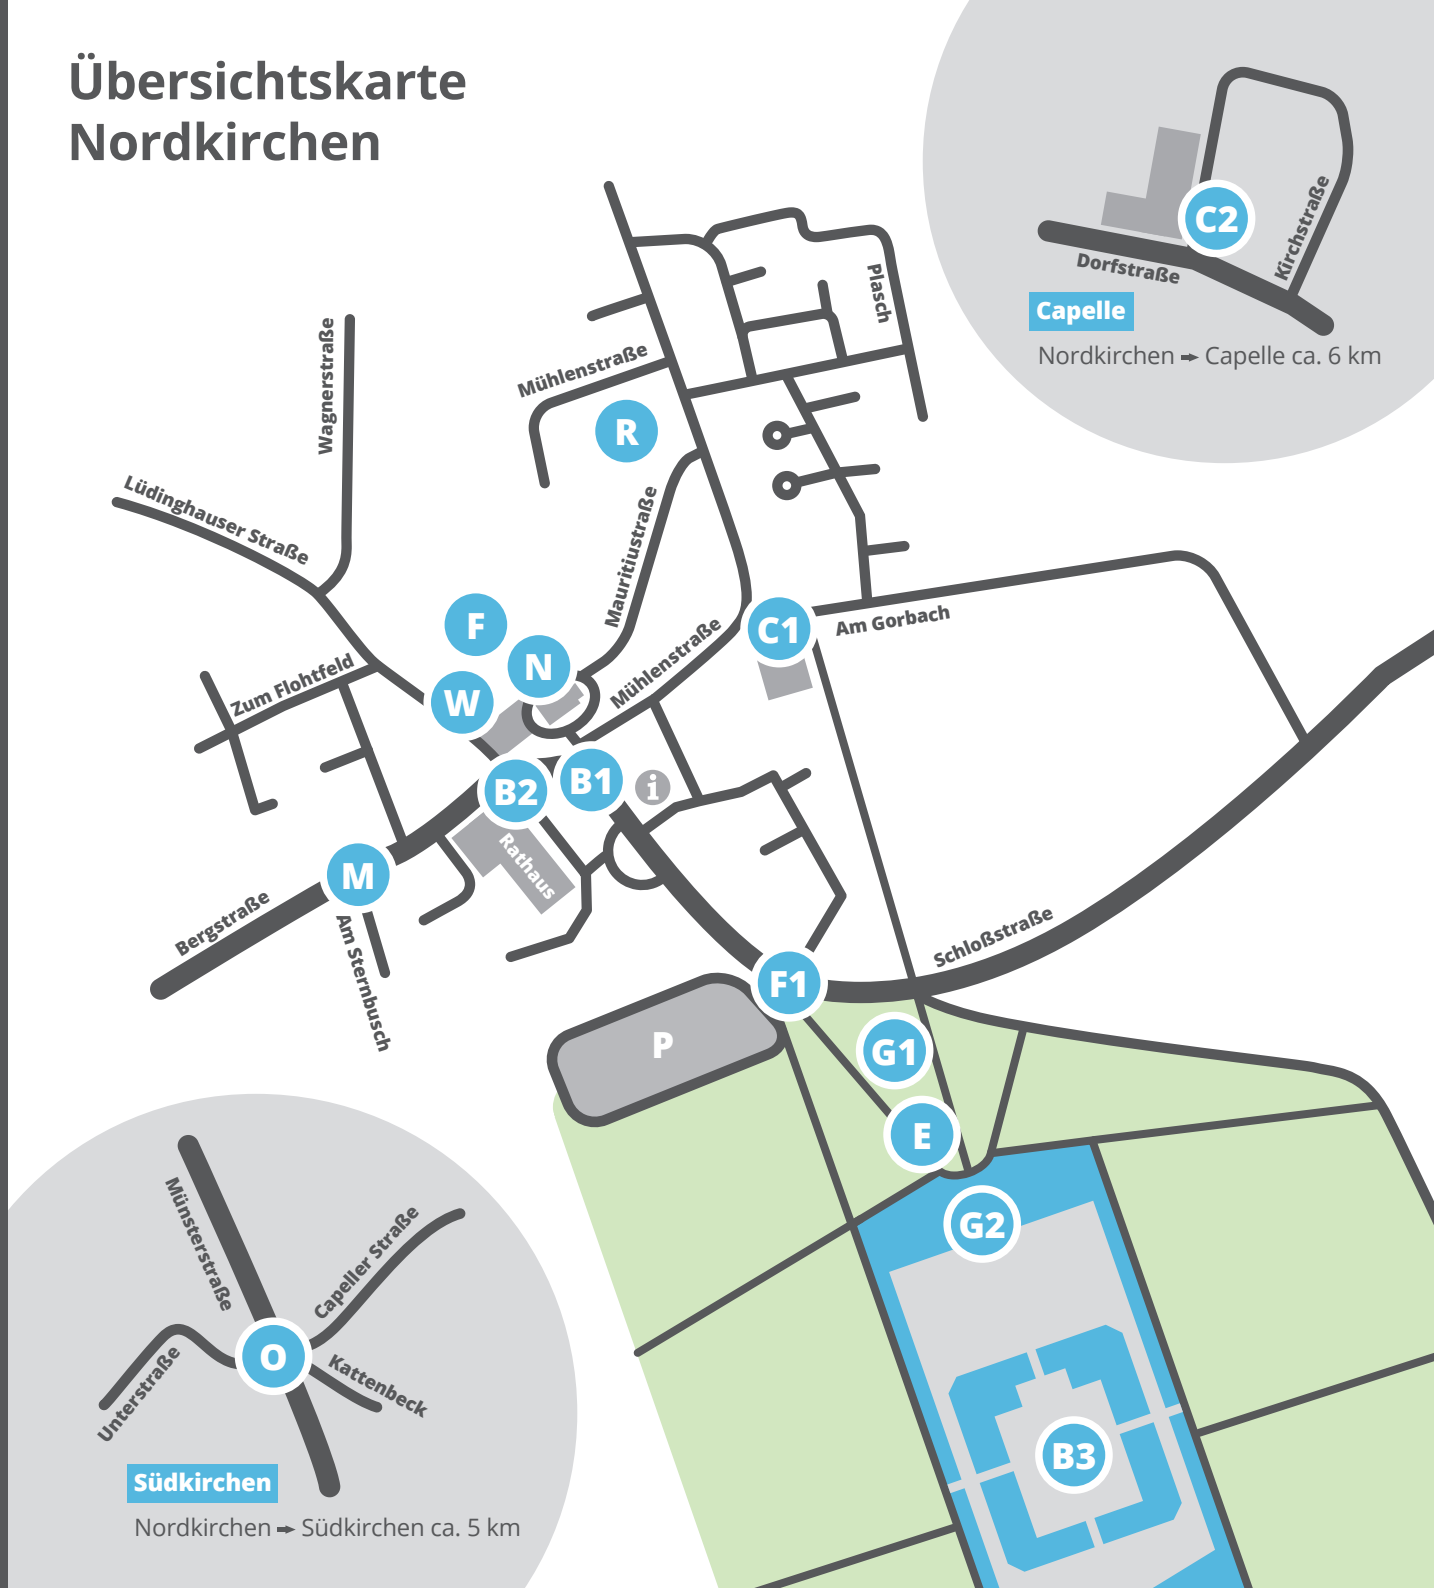 Übersichtskarte
Nordkirchen
C2
Kirchstraße
Dorfstraße
Capelle
Nordkirchen ➡ Capelle ca. 6 km
Plasch
Wagnerstraße
Mühlenstraße
R
Lüdinghauser Straße
Mauritiustraße
F
N
W
C1
Am Gorbach
Mühlenstraße
Zum Flohtfeld
B2
B1
i
Rathaus
M
Bergstraße
Am Sternbusch
Schloßstraße
F1
P
G1
E
G2
B3
Münsterstraße
Capeller Straße
O
Unterstraße
Kattenbeck
Südkirchen
Nordkirchen ➡ Südkirchen ca. 5 km